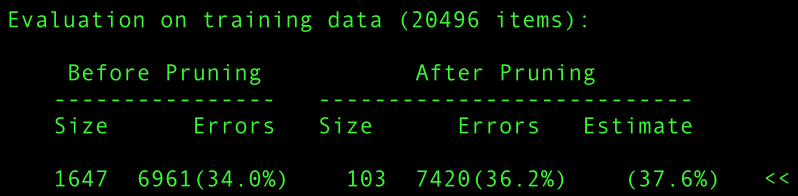 Evaluation on training data (20496 items):
Before Pruning After Pruning
---------------- ---------------------------
Size Errors Size Errors Estimate
1647 6961(34.0%) 103 7420(36.2%) (37.6%) <<